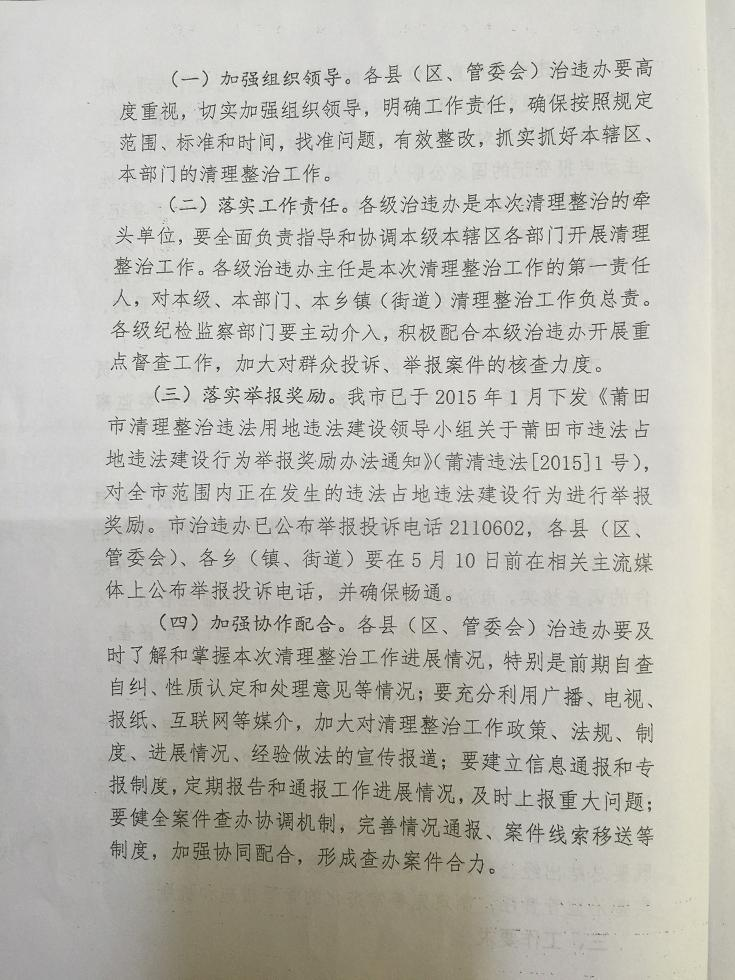 （一）加强组织领导。各县（区、管委会）治违办要高
度重视，切实加强组织领导，明确工作责任，确保按照规定
范围、标准和时间，找准问题，有效整改，抓实抓好本辖区、
本部门的清理整治工作。
（二）落实工作责任。各级治违办是本次清理整治的牵
头单位，要全面负责指导和协调本级本辖区各部门开展清理
整治工作。各级治违办主任是本次清理整治工作的第一责任
人，对本级、本部门、本乡镇（街道）清理整治工作负总责。
各级纪检监察部门要主动介入，积极配合本级治违办开展重
点督查工作，加大对群众投诉、举报案件的核查力度。
（三）落实举报奖励。我市已于 2015 年 1 月下发《莆田
市清理整治违法用地违法建设领导小组关于莆田市违法占
地违法建设行为举报奖励办法通知》（莆清违法[2015]1 号），
对全市范围内正在发生的违法占地违法建设行为进行举报
奖励。市治违办已公布举报投诉电话 2110602，各县（区、
管委会）、各乡（镇、街道）要在 5 月 10 日前在相关主流媒
体上公布举报投诉电话，并确保畅通。
（四）加强协作配合。各县（区、管委会）治违办要及
时了解和掌握本次清理整治工作进展情况，特别是前期自查
自纠、性质认定和处理意见等情况；要充分利用广播、电视、
报纸、互联网等媒介，加大对清理整治工作政策、法规、制
度、进展情况、经验做法的宣传报道；要建立信息通报和专
报制度，定期报告和通报工作进展情况，及时上报重大问题；
要健全案件查办协调机制，完善情况通报、案件线索移送等
制度，加强协同配合，形成查办案件合力。